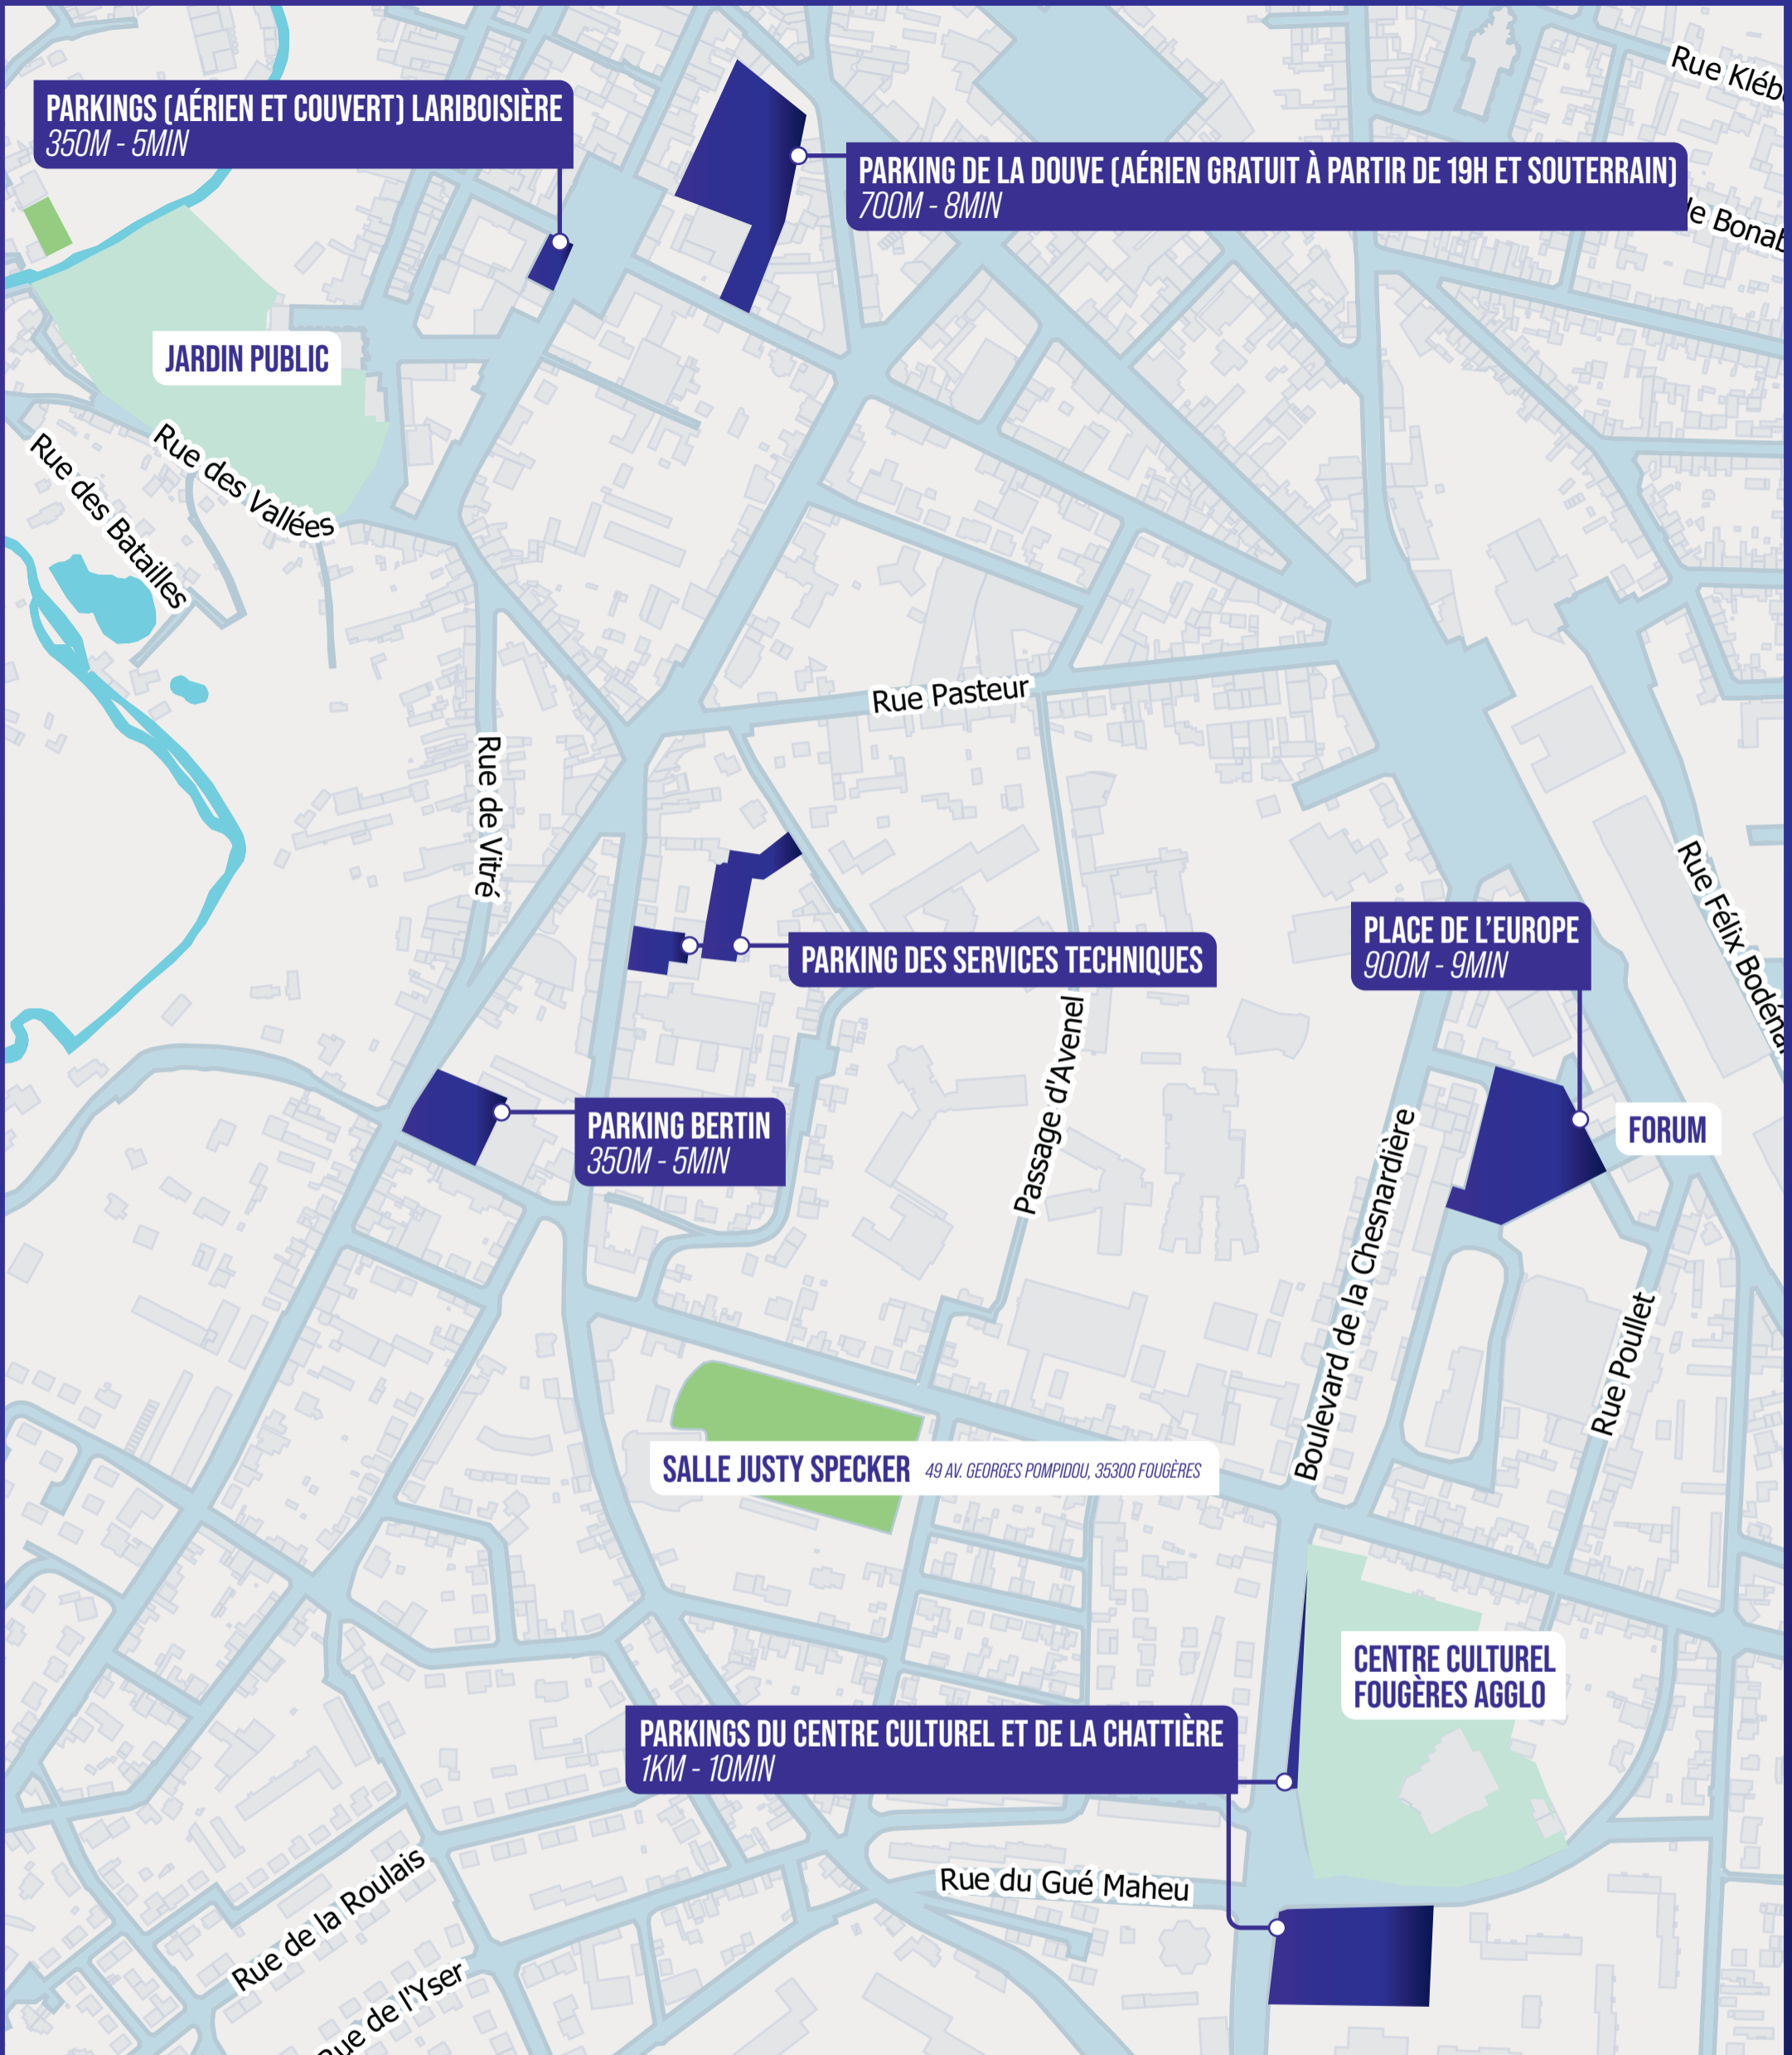 Rue Kléb
PARKINGS (AÉRIEN ET COUVERT) LARIBOISIÈRE
350M - 5MIN
PARKING DE LA DOUVE (AÉRIEN GRATUIT À PARTIR DE 19H ET SOUTERRAIN)
700M - 8MIN
de Bonab
JARDIN PUBLIC
Rue des Vallées
Rue des Batailles
Rue Pasteur
Rue de Vitré
Rue Félix Bodéna
PLACE DE L’EUROPE
900M - 9MIN
PARKING DES SERVICES TECHNIQUES
Passage d'Avenel
PARKING BERTIN
350M - 5MIN
FORUM
Boulevard de la Chesnardière
Rue Poullet
SALLE JUSTY SPECKER 49 AV. GEORGES POMPIDOU, 35300 FOUGÈRES
CENTRE CULTUREL
FOUGÈRES AGGLO
PARKINGS DU CENTRE CULTUREL ET DE LA CHATTIÈRE
1KM - 10MIN
Rue du Gué Maheu
Rue de la Roulais
Rue de l'Yser